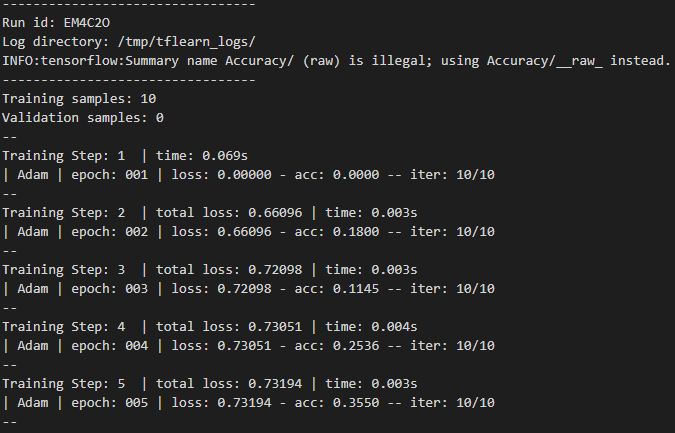 ---------------------------------
Run id: EM4C2O
Log directory: /tmp/tflearn_logs/
INFO:tensorflow:Summary name Accuracy/ (raw) is illegal; using Accuracy/__raw_ instead.
---------------------------------
Training samples: 10
Validation samples: 0
--
Training Step: 1  | time: 0.069s
| Adam | epoch: 001 | loss: 0.00000 - acc: 0.0000 -- iter: 10/10
--
Training Step: 2  | total loss: 0.66096 | time: 0.003s
| Adam | epoch: 002 | loss: 0.66096 - acc: 0.1800 -- iter: 10/10
--
Training Step: 3  | total loss: 0.72098 | time: 0.003s
| Adam | epoch: 003 | loss: 0.72098 - acc: 0.1145 -- iter: 10/10
--
Training Step: 4  | total loss: 0.73051 | time: 0.004s
| Adam | epoch: 004 | loss: 0.73051 - acc: 0.2536 -- iter: 10/10
--
Training Step: 5  | total loss: 0.73194 | time: 0.003s
| Adam | epoch: 005 | loss: 0.73194 - acc: 0.3550 -- iter: 10/10
--